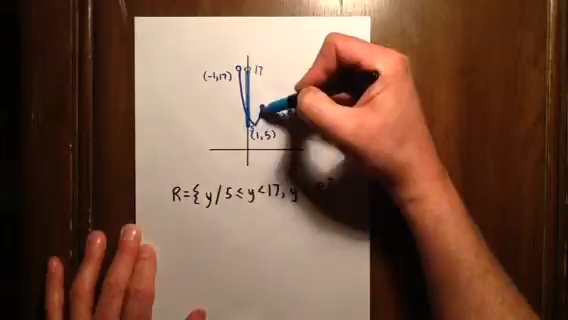 (-1,17) 17
(1,5)
R={y/5≤y<17, y